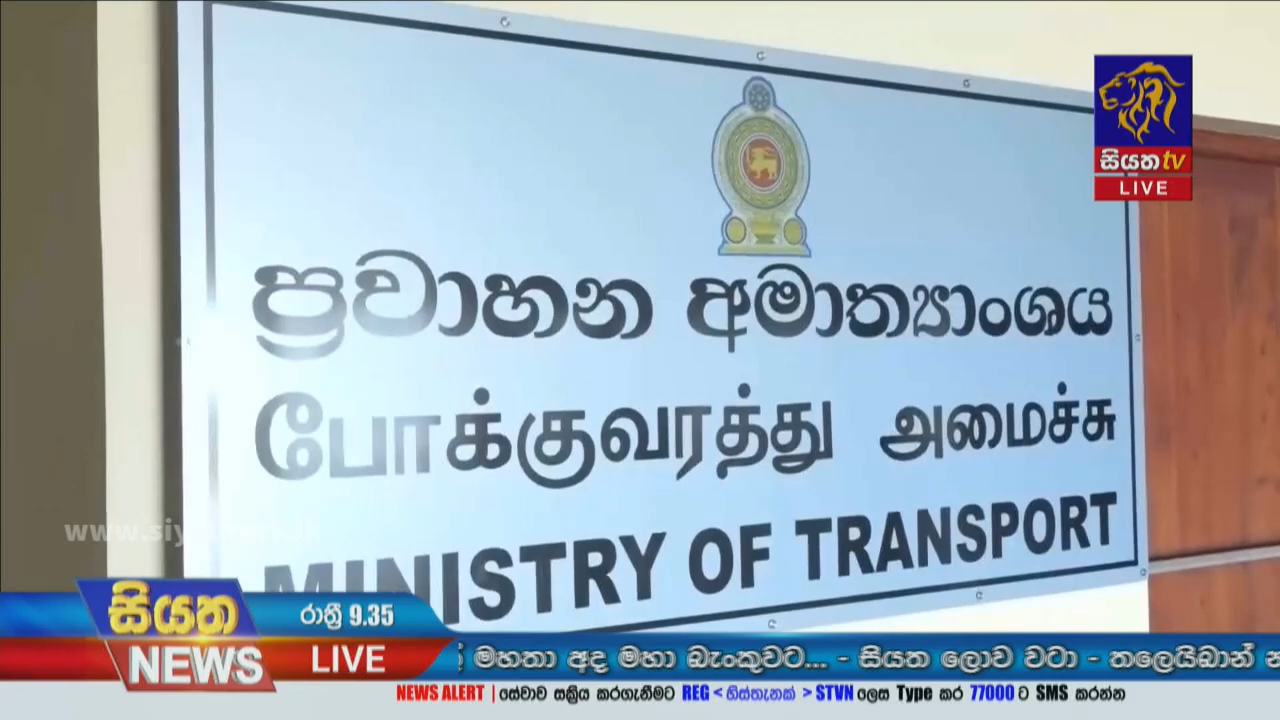 සියත tv
LIVE
ප්‍රවාහන අමාත්‍යාංශය
போக்குவரத்து அமைச்சு
MINISTRY OF TRANSPORT
සියත
NEWS
රාත්‍රී 9.35
LIVE
මහතා අද මහා බැංකුවට... - සියත ලොව වටා - තලෙයිබාන්
NEWS ALERT | සේවාව සක්‍රිය කරගැනීමට REG < හිස්තැනක් > STVN ලෙස Type කර 77000 ට SMS කරන්න